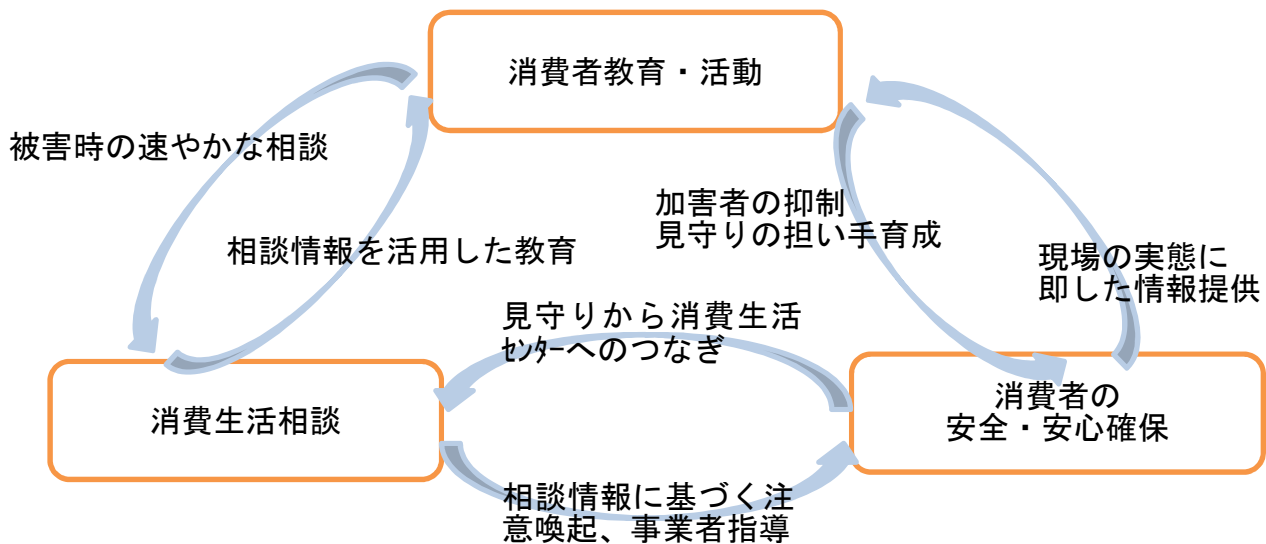 消費者教育・活動
被害時の速やかな相談
加害者の抑制
見守りの担い手育成
相談情報を活用した教育
現場の実態に
即した情報提供
見守りから消費生活
ｾﾝﾀｰへのつなぎ
消費生活相談
消費者の
安全・安心確保
相談情報に基づく注
意喚起、事業者指導